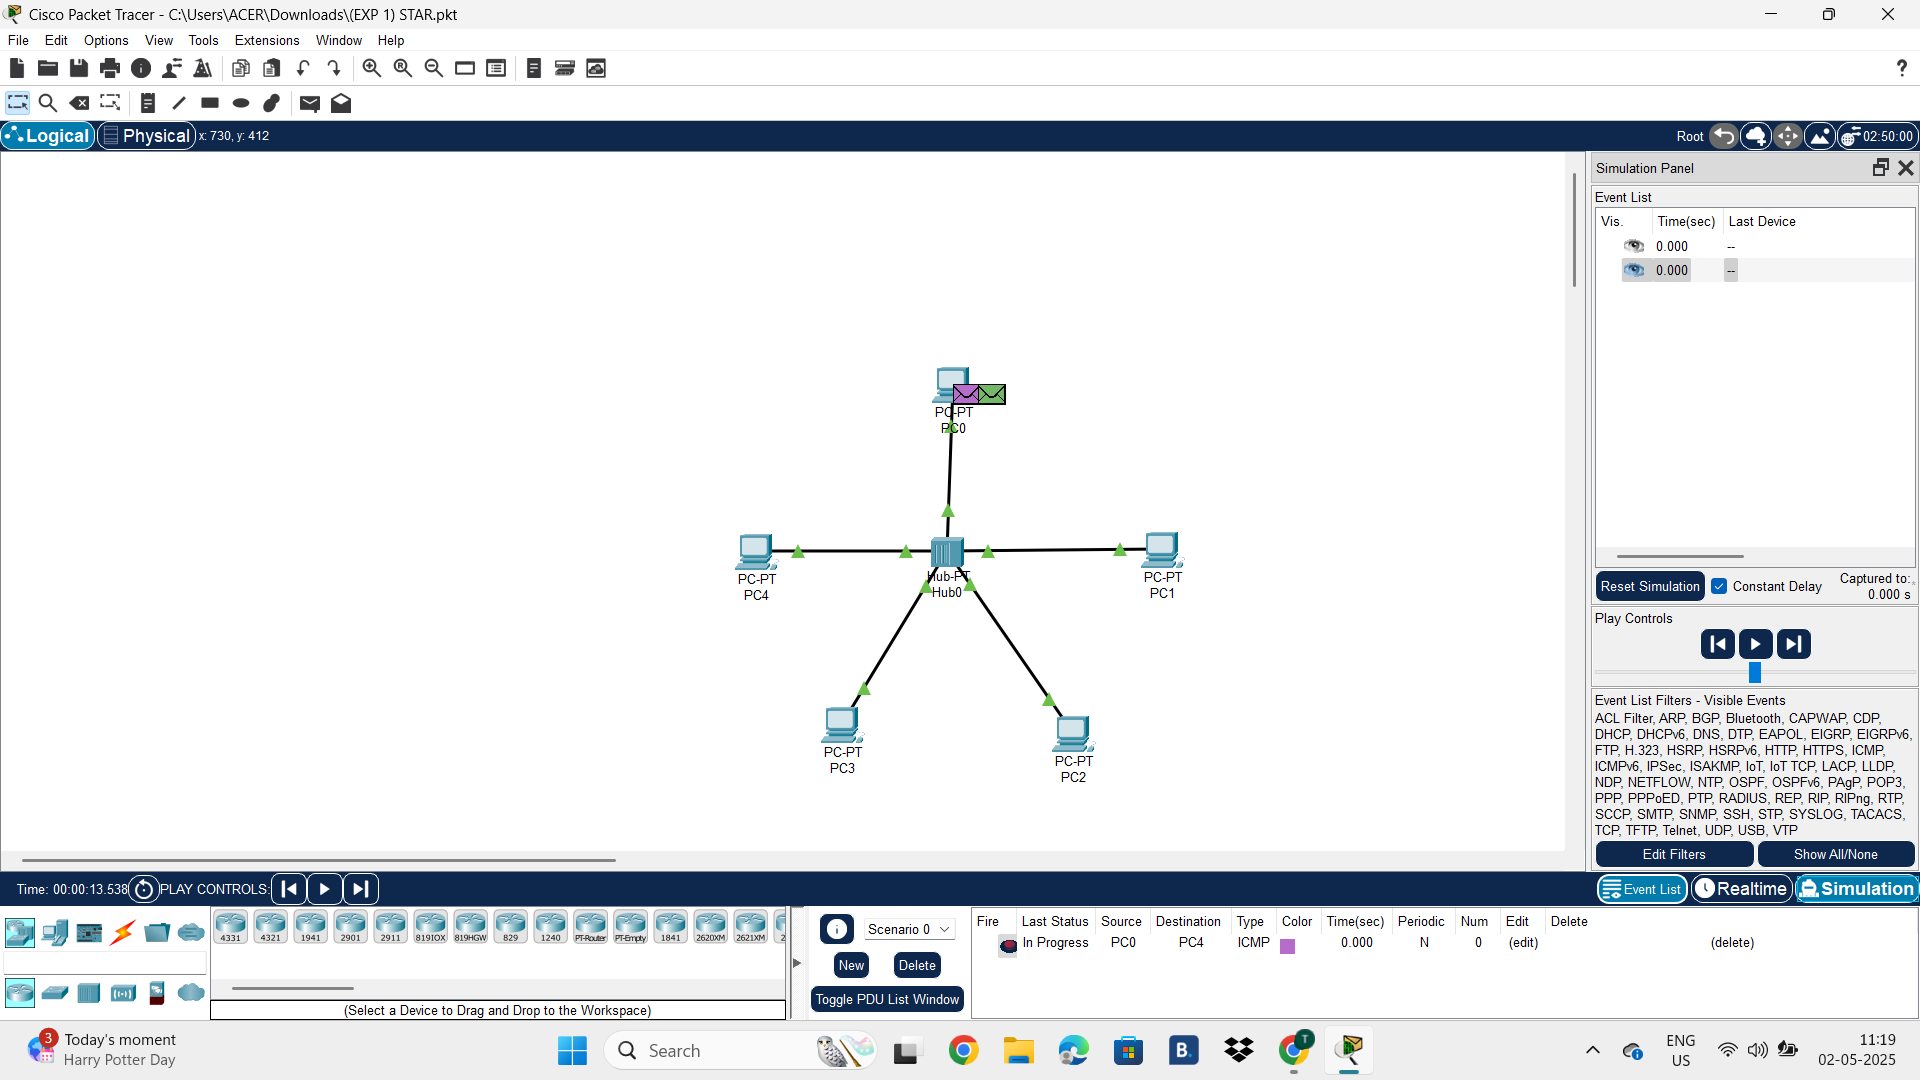 Cisco Packet Tracer - C:\Users\ACER\Downloads\(EXP 1) STAR.pkt
File Edit Options View Tools Extensions Window Help
?
Logical Physical x: 730, y: 412
Root 02:50:00
Simulation Panel
Event List
Vis. Time(sec) Last Device
0.000 --
0.000 --
PC-PT
PC0
PC-PT
PC4
Hub-PT
Hub0
PC-PT
PC1
PC-PT
PC3
PC-PT
PC2
Reset Simulation Constant Delay Captured to:
0.000 s
Play Controls
Event List Filters - Visible Events
ACL Filter, ARP, BGP, Bluetooth, CAPWAP, CDP,
DHCP, DHCPv6, DNS, DTP, EAPOL, EIGRP, EIGRPv6,
FTP, H.323, HSRP, HSRPv6, HTTP, HTTPS, ICMP,
ICMPv6, IPSec, ISAKMP, IoT, IoT TCP, LACP, LLDP,
NDP, NETFLOW, NTP, OSPF, OSPFv6, PAgP, POP3,
PPP, PPPoED, PTP, RADIUS, REP, RIP, RIPng, RTP,
SCCP, SMTP, SNMP, SSH, STP, SYSLOG, TACACS,
TCP, TFTP, Telnet, UDP, USB, VTP
Edit Filters Show All/None
Time: 00:00:13.538 PLAY CONTROLS:
Event List Realtime Simulation
4331 4321 1941 2901 2911 819IOX 819HGW 829 1240 PT-Router PT-Empty 1841 2620XM 2621XM 2
(Select a Device to Drag and Drop to the Workspace)
Scenario 0
New Delete
Toggle PDU List Window
Fire Last Status Source Destination Type Color Time(sec) Periodic Num Edit Delete
In Progress PC0 PC4 ICMP 0.000 N 0 (edit) (delete)
3
Today's moment
Harry Potter Day
Search
B.
T
ENG
US
11:19
02-05-2025